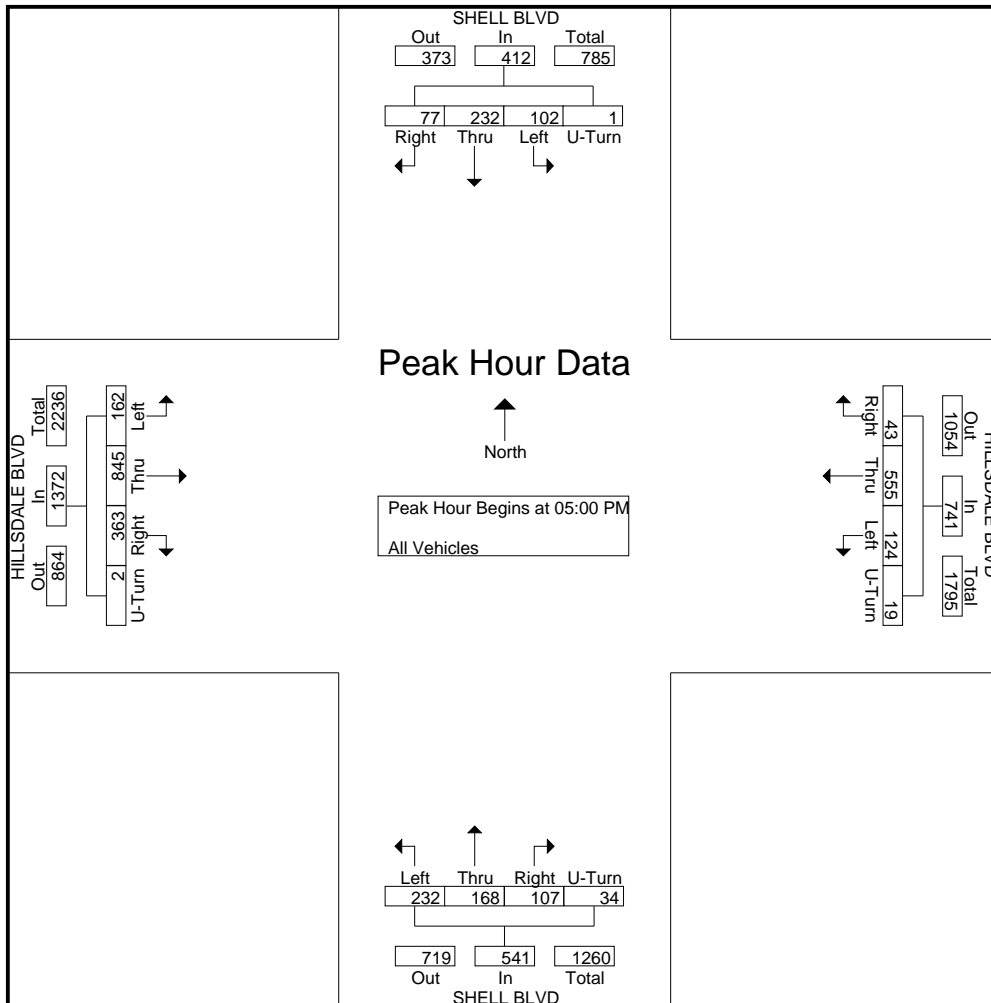 SHELL BLVD
Out In Total
373 412 785
77 232 102 1
Right Thru Left U-Turn
Peak Hour Data
North
Peak Hour Begins at 05:00 PM
All Vehicles
HILLSDALE BLVD
Total In Out
2236 1372 864
162 845 363 2
Left Thru Right U-Turn
Right Thru Left U-Turn
43 555 124 19
1054 741 1795
Out In Total
HILLSDALE BLVD
Left Thru Right U-Turn
232 168 107 34
719 541 1260
Out In Total
SHELL BLVD